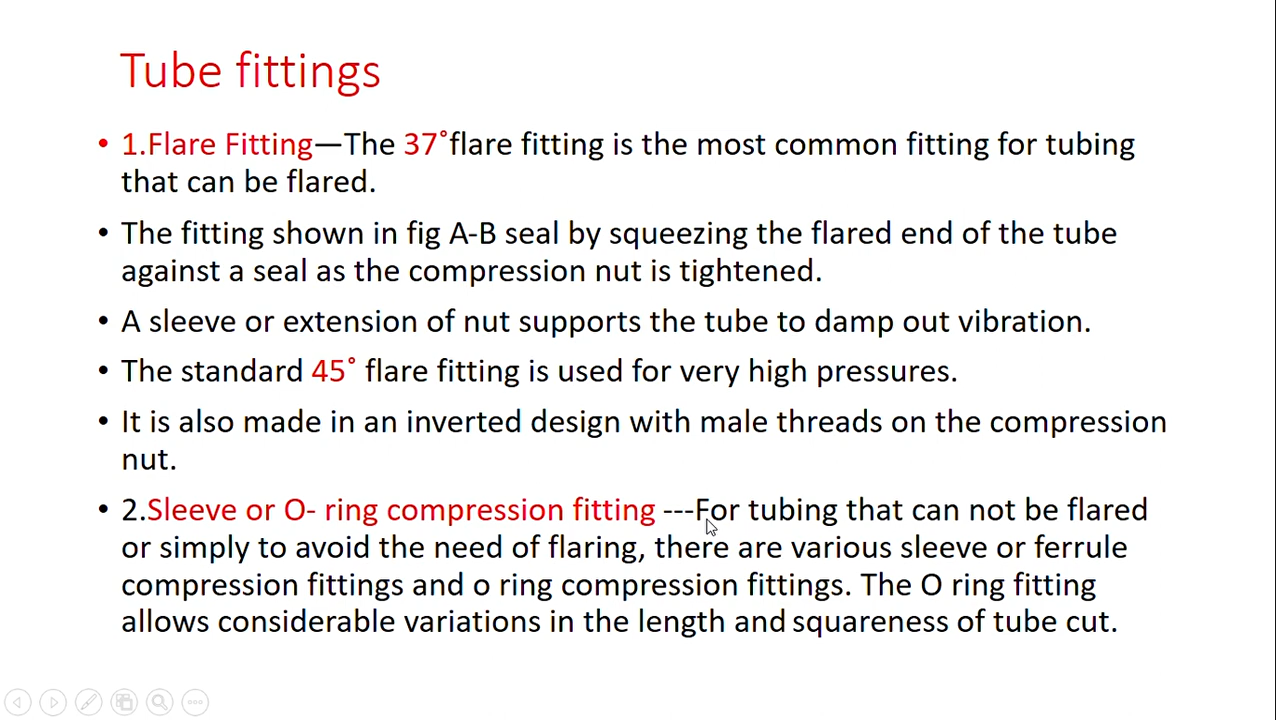 Tube fittings
• 1.Flare Fitting—The 37˚flare fitting is the most common fitting for tubing
that can be flared.
• The fitting shown in fig A-B seal by squeezing the flared end of the tube
against a seal as the compression nut is tightened.
• A sleeve or extension of nut supports the tube to damp out vibration.
• The standard 45˚ flare fitting is used for very high pressures.
• It is also made in an inverted design with male threads on the compression
nut.
• 2.Sleeve or O- ring compression fitting ---For tubing that can not be flared
or simply to avoid the need of flaring, there are various sleeve or ferrule
compression fittings and o ring compression fittings. The O ring fitting
allows considerable variations in the length and squareness of tube cut.